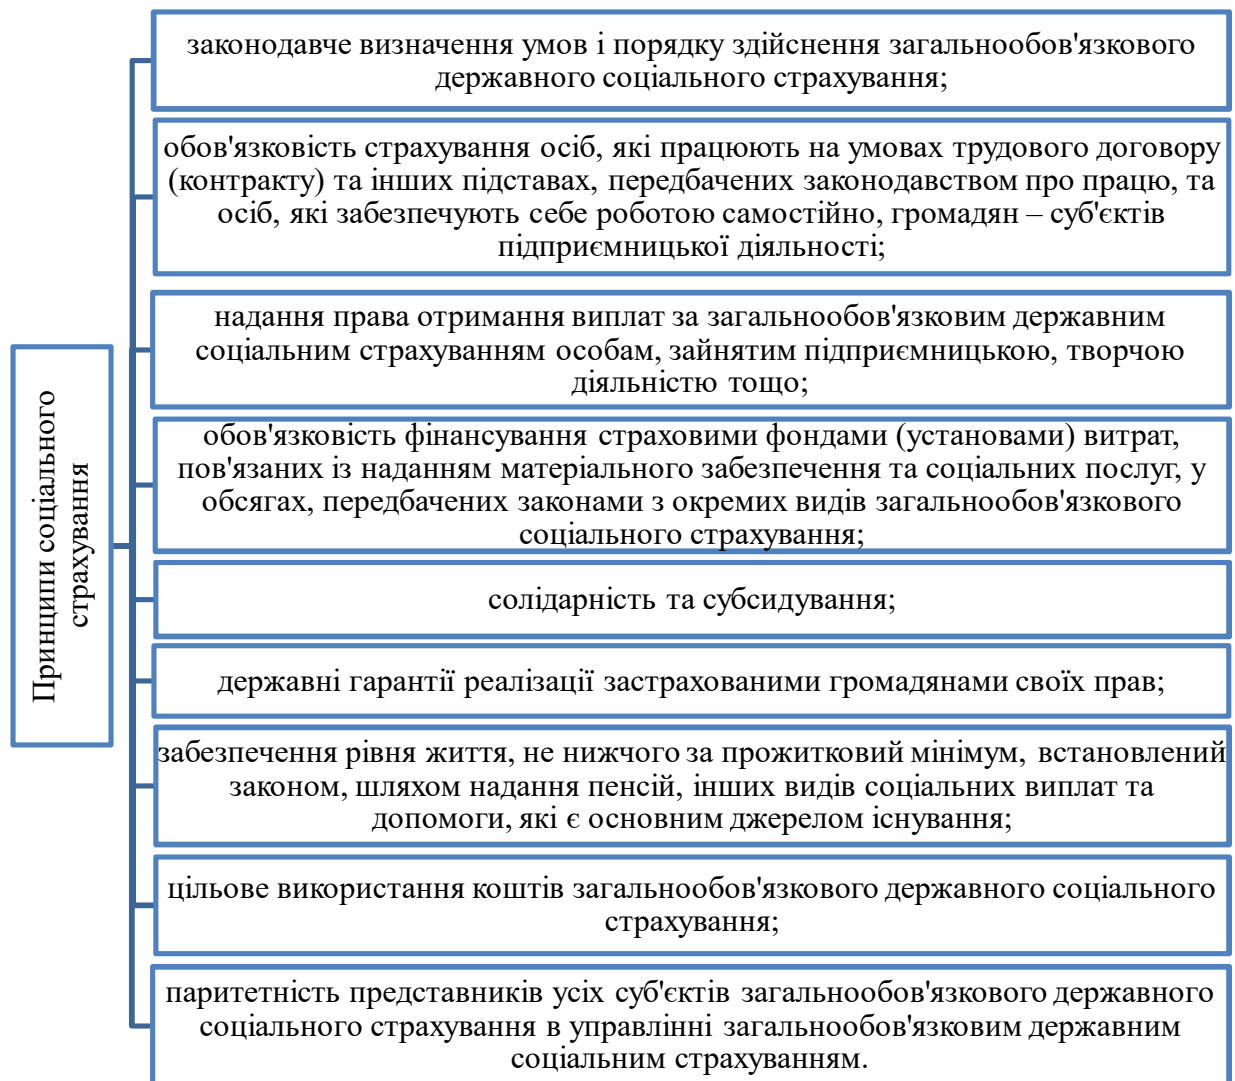 Принципи соціального
страхування
законодавче визначення умов і порядку здійснення загальнообов'язкового
державного соціального страхування;
обов'язковість страхування осіб, які працюють на умовах трудового договору
(контракту) та інших підставах, передбачених законодавством про працю, та
осіб, які забезпечують себе роботою самостійно, громадян – суб'єктів
підприємницької діяльності;
надання права отримання виплат за загальнообов'язковим державним
соціальним страхуванням особам, зайнятим підприємницькою, творчою
діяльністю тощо;
обов'язковість фінансування страховими фондами (установами) витрат,
пов'язаних із наданням матеріального забезпечення та соціальних послуг, у
обсягах, передбачених законами з окремих видів загальнообов'язкового
соціального страхування;
солідарність та субсидування;
державні гарантії реалізації застрахованими громадянами своїх прав;
забезпечення рівня життя, не нижчого за прожитковий мінімум, встановлений
законом, шляхом надання пенсій, інших видів соціальних виплат та
допомоги, які є основним джерелом існування;
цільове використання коштів загальнообов'язкового державного соціального
страхування;
паритетність представників усіх суб'єктів загальнообов'язкового державного
соціального страхування в управлінні загальнообов'язковим державним
соціальним страхуванням.